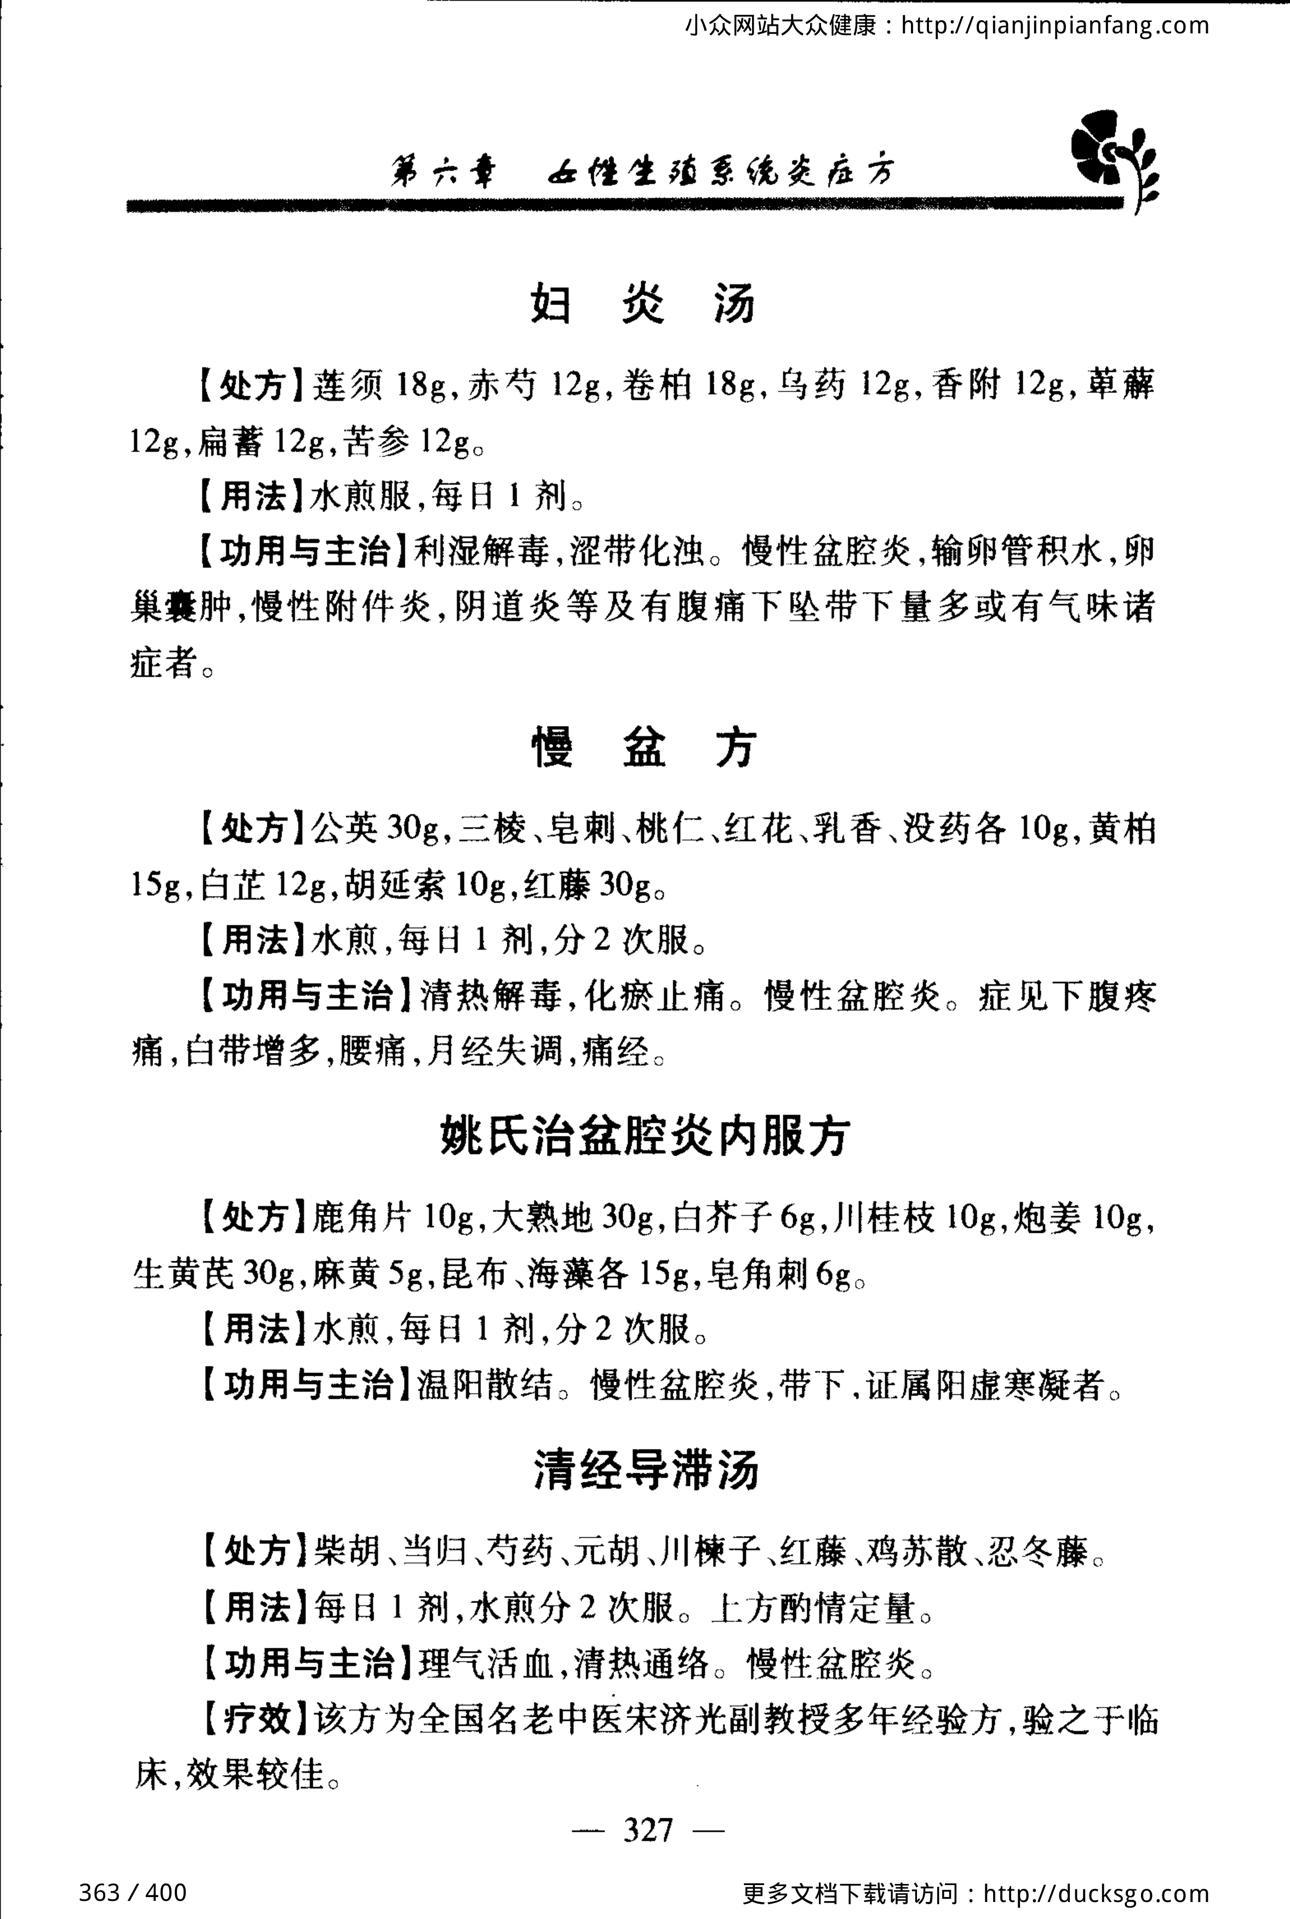 小众网站大众健康：http://qianjinpianfang.com
第六章 女性生殖系统炎症方
妇 炎 汤
【处方】莲须 18g,赤芍 12g,卷柏 18g,乌药 12g,香附 12g,萆薢
12g,扁蓄 12g,苦参 12g。
【用法】水煎服,每日 1 剂。
【功用与主治】利湿解毒,涩带化浊。慢性盆腔炎,输卵管积水,卵
巢囊肿,慢性附件炎,阴道炎等及有腹痛下坠带下量多或有气味诸
症者。
慢 盆 方
【处方】公英 30g,三棱、皂刺、桃仁、红花、乳香、没药各 10g,黄柏
15g,白芷 12g,胡延索 10g,红藤 30g。
【用法】水煎,每日 1 剂,分 2 次服。
【功用与主治】清热解毒,化瘀止痛。慢性盆腔炎。症见下腹疼
痛,白带增多,腰痛,月经失调,痛经。
姚氏治盆腔炎内服方
【处方】鹿角片 10g,大熟地 30g,白芥子 6g,川桂枝 10g,炮姜 10g,
生黄芪 30g,麻黄 5g,昆布、海藻各 15g,皂角刺 6g。
【用法】水煎,每日 1 剂,分 2 次服。
【功用与主治】温阳散结。慢性盆腔炎,带下,证属阳虚寒凝者。
清经导滞汤
【处方】柴胡、当归、芍药、元胡、川楝子、红藤、鸡苏散、忍冬藤。
【用法】每日 1 剂,水煎分 2 次服。上方酌情定量。
【功用与主治】理气活血,清热通络。慢性盆腔炎。
【疗效】该方为全国名老中医宋济光副教授多年经验方,验之于临
床,效果较佳。
— 327 —
363 / 400
更多文档下载请访问：http://ducksgo.com